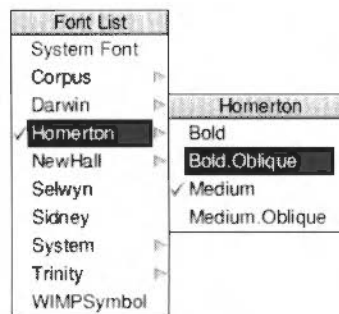 Font List
System Font
Corpus
Darwin
Homerton
NewHall
Selwyn
Sidney
System
Trinity
WIMPSymbol
Homerton
Bold
Bold.Oblique
Medium
Medium.Oblique